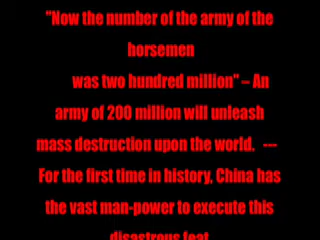 "Now the number of the army of the
horsemen
was two hundred million" – An
army of 200 million will unleash
mass destruction upon the world.   ---
For the first time in history, China has
the vast man-power to execute this
disastrous feat